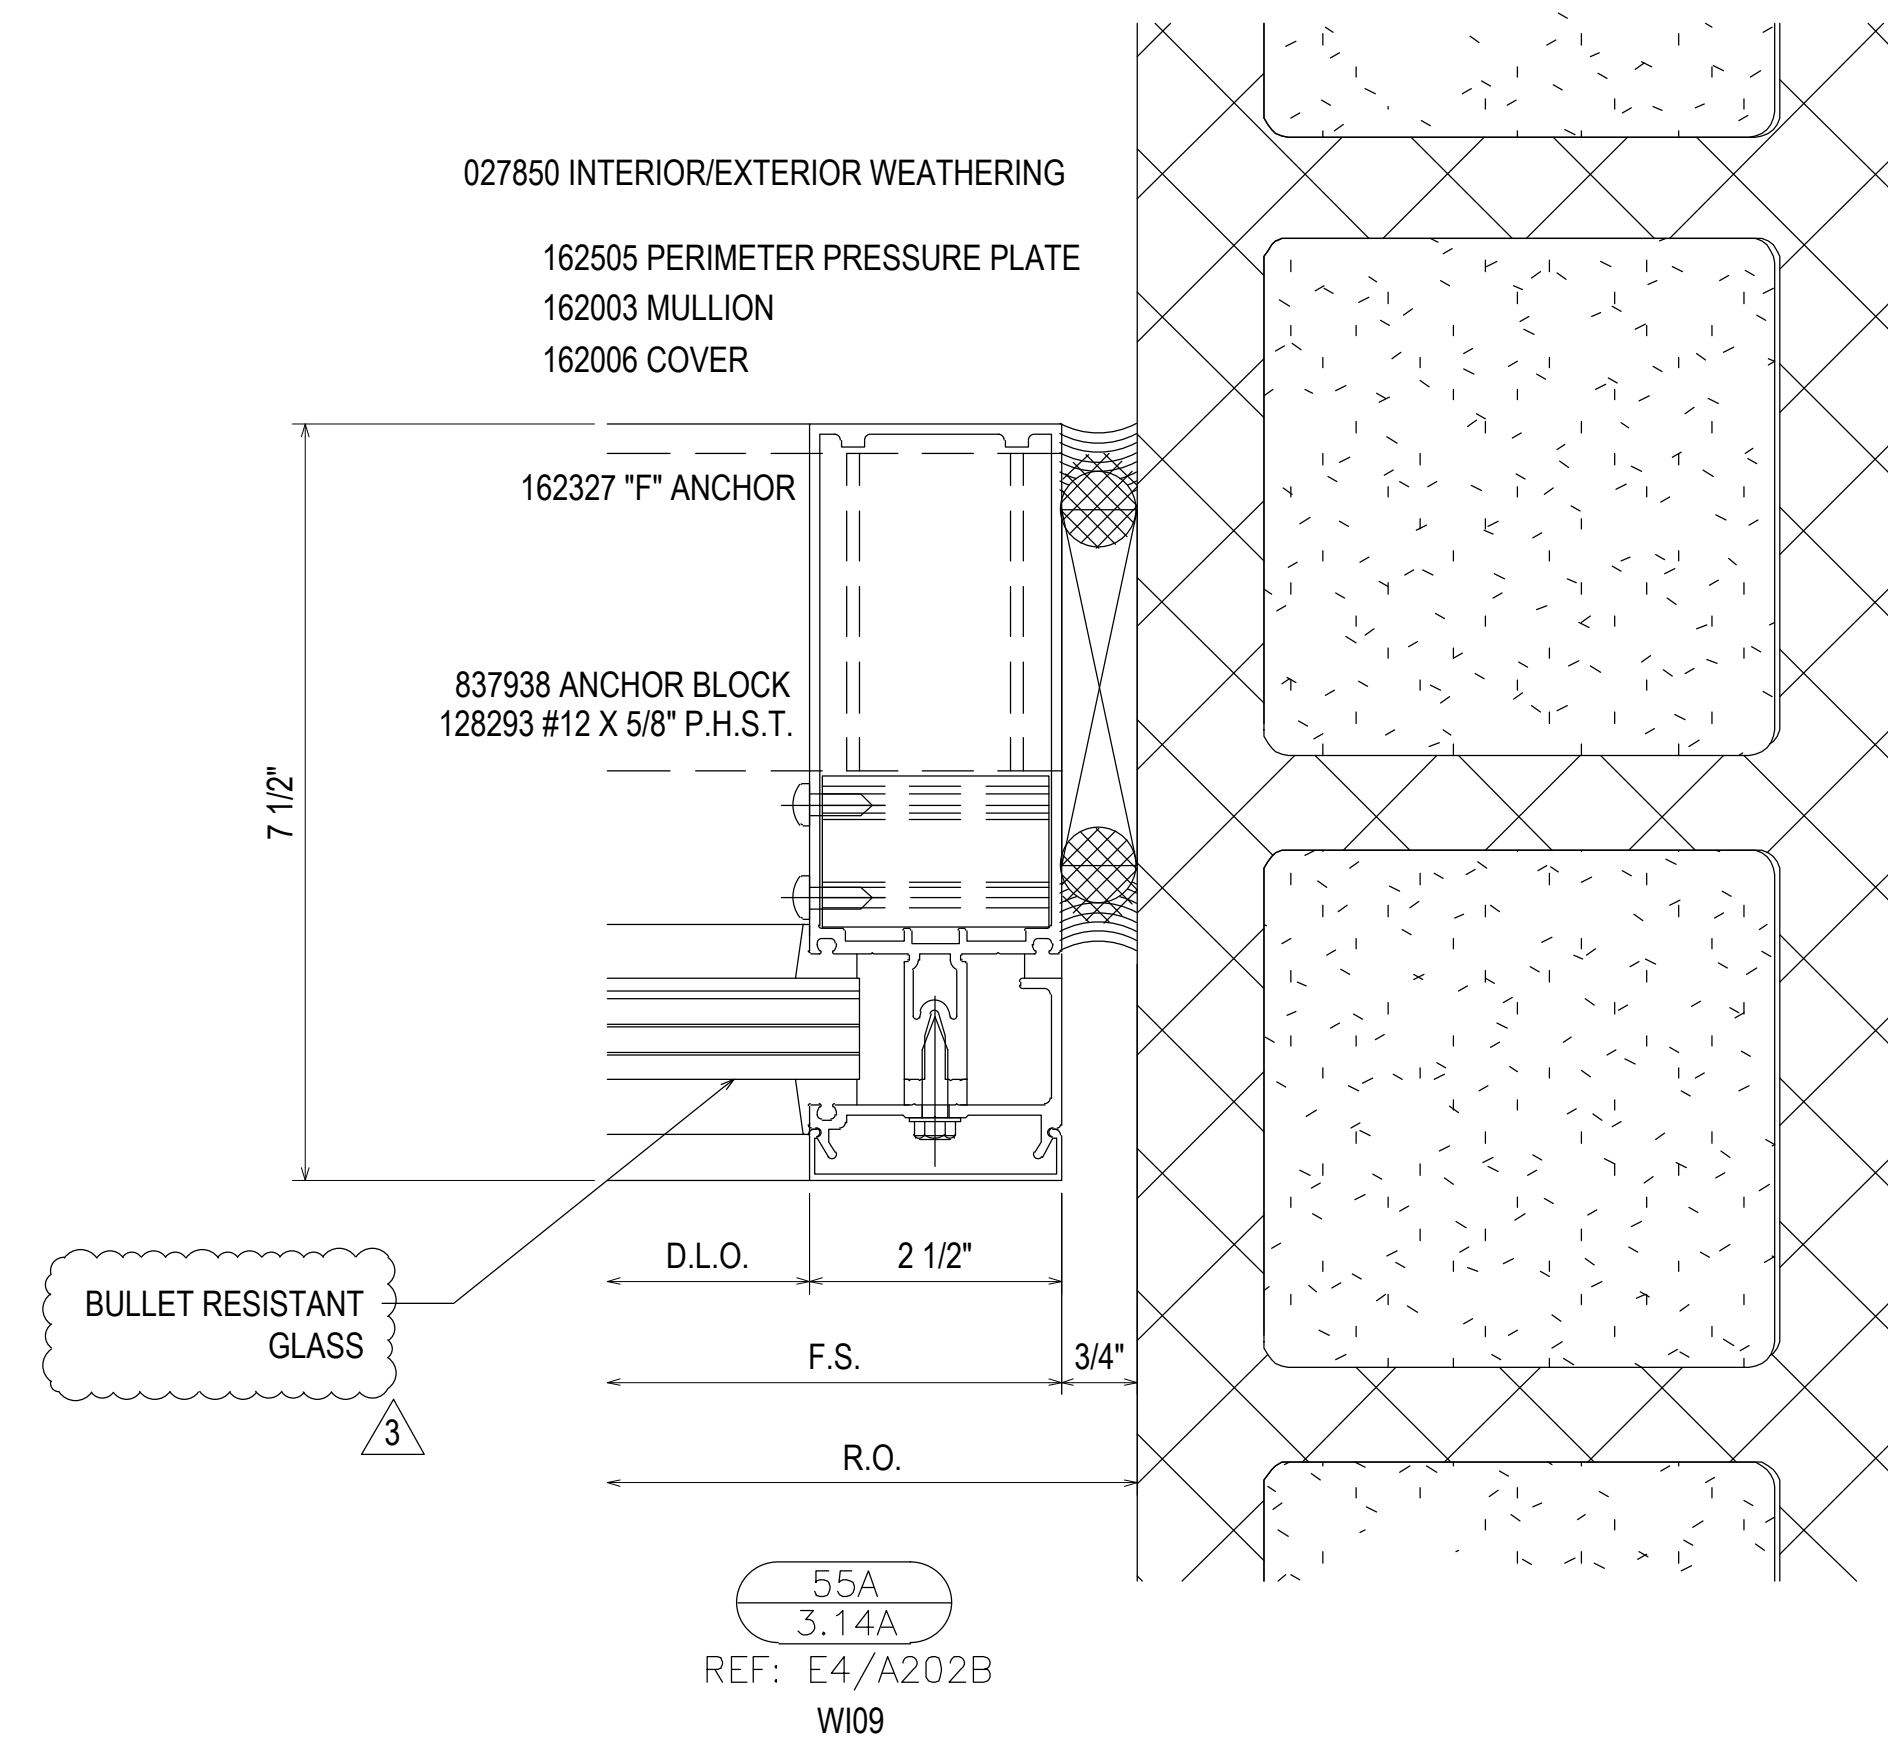 027850 INTERIOR/EXTERIOR WEATHERING
162505 PERIMETER PRESSURE PLATE
162003 MULLION
162006 COVER
162327 "F" ANCHOR
837938 ANCHOR BLOCK
128293 #12 X 5/8" P.H.S.T.
7 1/2"
D.L.O.
2 1/2"
BULLET RESISTANT
GLASS
3
F.S.
3/4"
R.O.
55A
3.14A
REF: E4/A202B
WI09